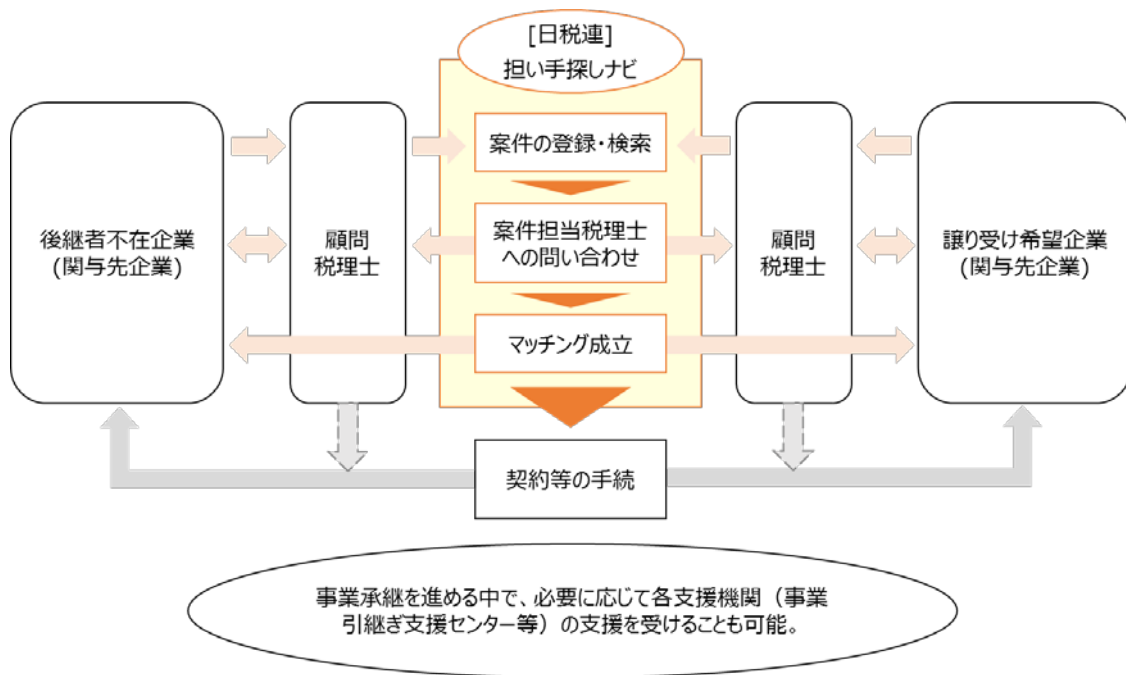 [日税連]
担い手探しナビ
案件の登録・検索
後継者不在企業
(関与先企業)
顧問
税理士
案件担当税理士
への問い合わせ
顧問
税理士
譲り受け希望企業
(関与先企業)
マッチング成立
契約等の手続
事業承継を進める中で、必要に応じて各支援機関（事業
引継ぎ支援センター等）の支援を受けることも可能。